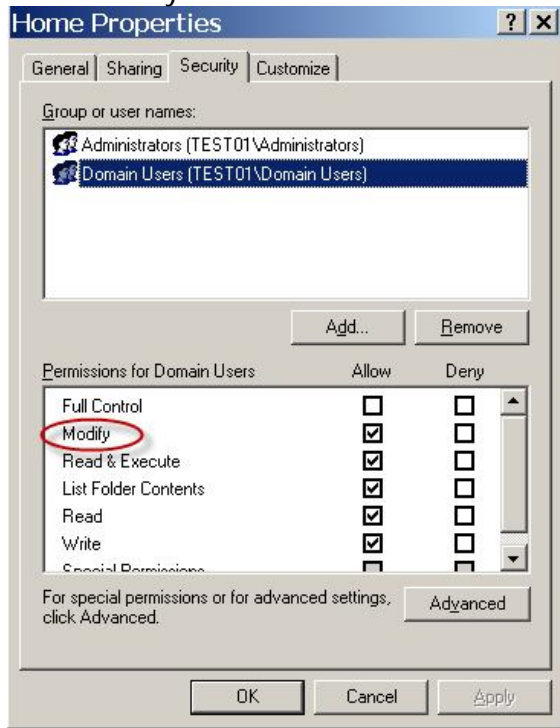 Home Properties ? X
General Sharing Security Customize
Group or user names:
Administrators (TEST01\Administrators)
Domain Users (TEST01\Domain Users)
Add... Remove
Permissions for Domain Users Allow Deny
Full Control
Modify
Read & Execute
List Folder Contents
Read
Write
Special Permissions
For special permissions or for advanced settings,
click Advanced.
Advanced
OK Cancel Apply